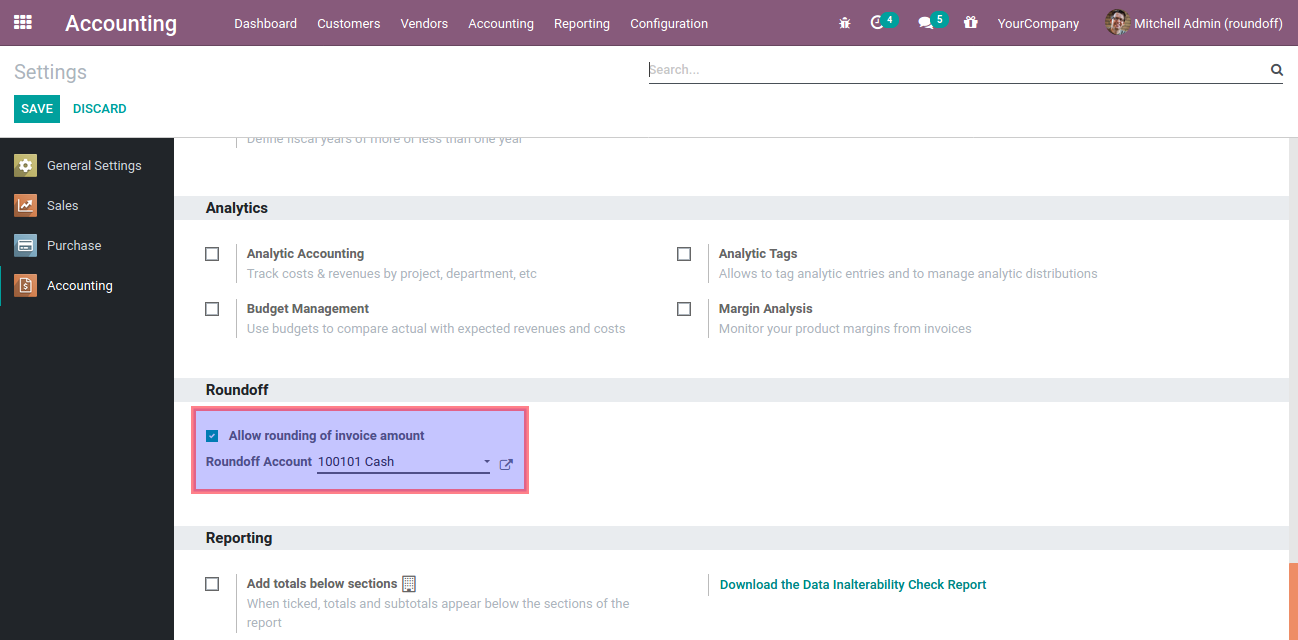 Accounting Dashboard Customers Vendors Accounting Reporting Configuration 4 5 YourCompany Mitchell Admin (roundoff)
Settings
Search...
SAVE DISCARD
Define fiscal years of more or less than one year
General Settings
Sales
Purchase
Accounting
Analytics
Analytic Accounting
Track costs & revenues by project, department, etc
Analytic Tags
Allows to tag analytic entries and to manage analytic distributions
Budget Management
Use budgets to compare actual with expected revenues and costs
Margin Analysis
Monitor your product margins from invoices
Roundoff
Allow rounding of invoice amount
Roundoff Account 100101 Cash
Reporting
Add totals below sections
When ticked, totals and subtotals appear below the sections of the
report
Download the Data Inalterability Check Report